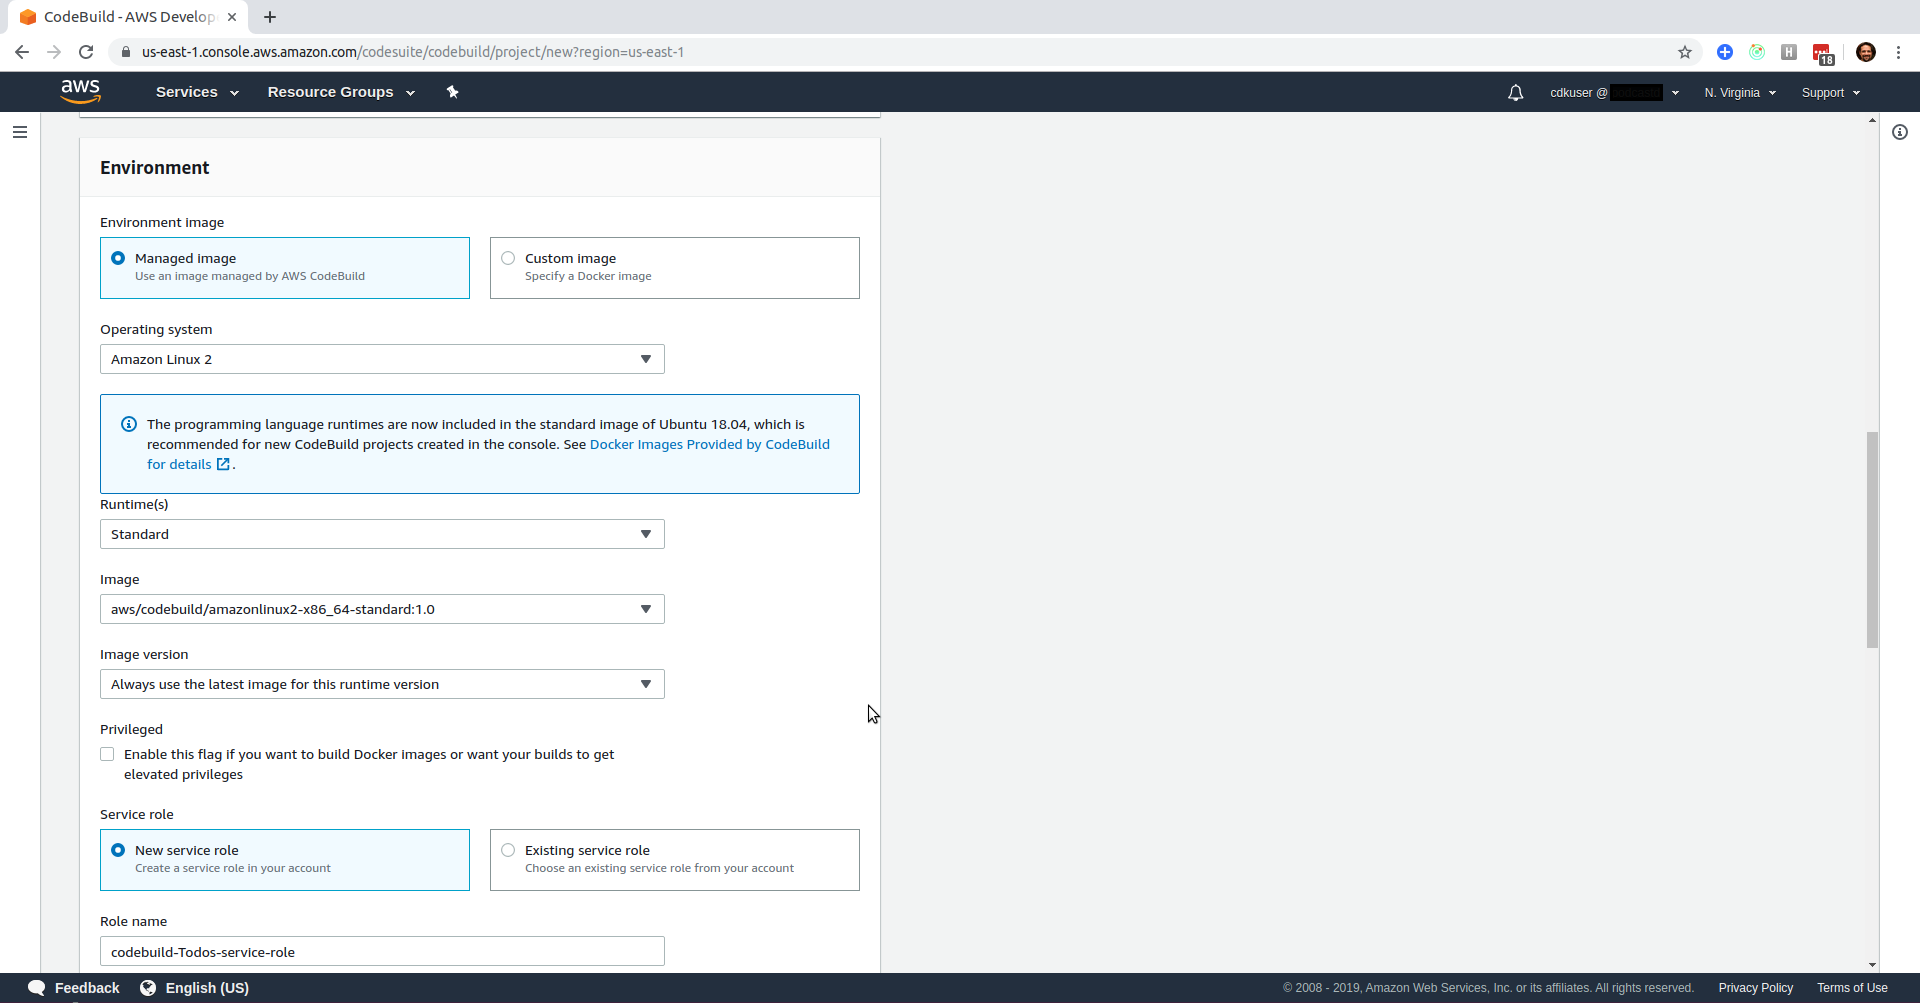 CodeBuild - AWS Develop
us-east-1.console.aws.amazon.com/codesuite/codebuild/project/new?region=us-east-1
H
18
aws
Services
Resource Groups
cdkuser @
N. Virginia
Support
Environment
Environment image
Managed image
Use an image managed by AWS CodeBuild
Custom image
Specify a Docker image
Operating system
Amazon Linux 2
The programming language runtimes are now included in the standard image of Ubuntu 18.04, which is
recommended for new CodeBuild projects created in the console. See Docker Images Provided by CodeBuild
for details .
Runtime(s)
Standard
Image
aws/codebuild/amazonlinux2-x86_64-standard:1.0
Image version
Always use the latest image for this runtime version
Privileged
Enable this flag if you want to build Docker images or want your builds to get
elevated privileges
Service role
New service role
Create a service role in your account
Existing service role
Choose an existing service role from your account
Role name
codebuild-Todos-service-role
Feedback
English (US)
© 2008 - 2019, Amazon Web Services, Inc. or its affiliates. All rights reserved.
Privacy Policy
Terms of Use